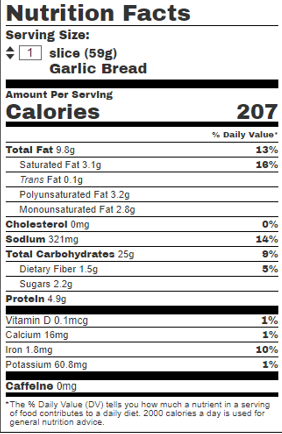 Nutrition Facts
Serving Size:
1 slice (59g)
Garlic Bread
Amount Per Serving
Calories 207
% Daily Value*
Total Fat 9.8g 13%
Saturated Fat 3.1g 16%
Trans Fat 0.1g
Polyunsaturated Fat 3.2g
Monounsaturated Fat 2.8g
Cholesterol 0mg 0%
Sodium 321mg 14%
Total Carbohydrates 25g 9%
Dietary Fiber 1.5g 5%
Sugars 2.2g
Protein 4.9g
Vitamin D 0.1mcg 1%
Calcium 16mg 1%
Iron 1.8mg 10%
Potassium 60.8mg 1%
Caffeine 0mg
*The % Daily Value (DV) tells you how much a nutrient in a serving
of food contributes to a daily diet. 2000 calories a day is used for
general nutrition advice.